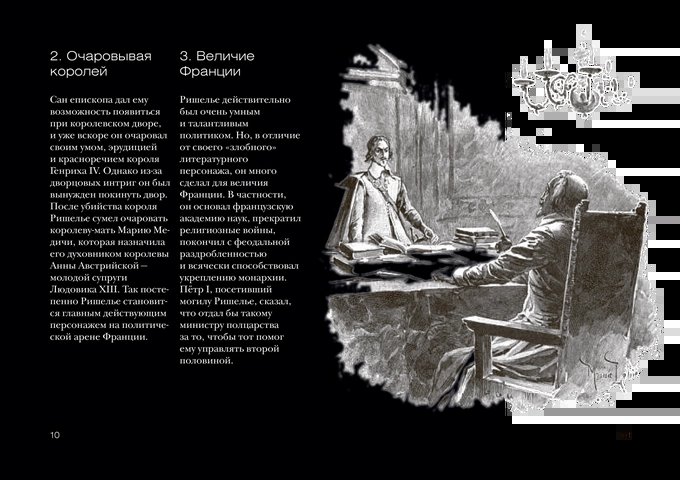 2. Очаровывая
королей
Сан епископа дал ему
возможность появиться
при королевском дворе,
и уже вскоре он очаровал
своим умом, эрудицией
и красноречием короля
Генриха IV. Однако из-за
дворцовых интриг он был
вынужден покинуть двор.
После убийства короля
Ришелье сумел очаровать
королеву-мать Марию Ме-
дичи, которая назначила
его духовником королевы
Анны Австрийской —
молодой супруги
Людовика XIII. Так посте-
пенно Ришелье становит-
ся главным действующим
персонажем на политиче-
ской арене Франции.
3. Величие
Франции
Ришелье действительно
был очень умным
и талантливым
политиком. Но, в отличие
от своего «злобного»
литературного
персонажа, он много
сделал для величия
Франции. В частности,
он основал французскую
академию наук, прекратил
религиозные войны,
покончил с феодальной
раздробленностью
и всячески способствовал
укреплению монархии.
Пётр I, посетивший
могилу Ришелье, сказал,
что отдал бы такому
министру полцарства
за то, чтобы тот помог
ему управлять второй
половиной.
10